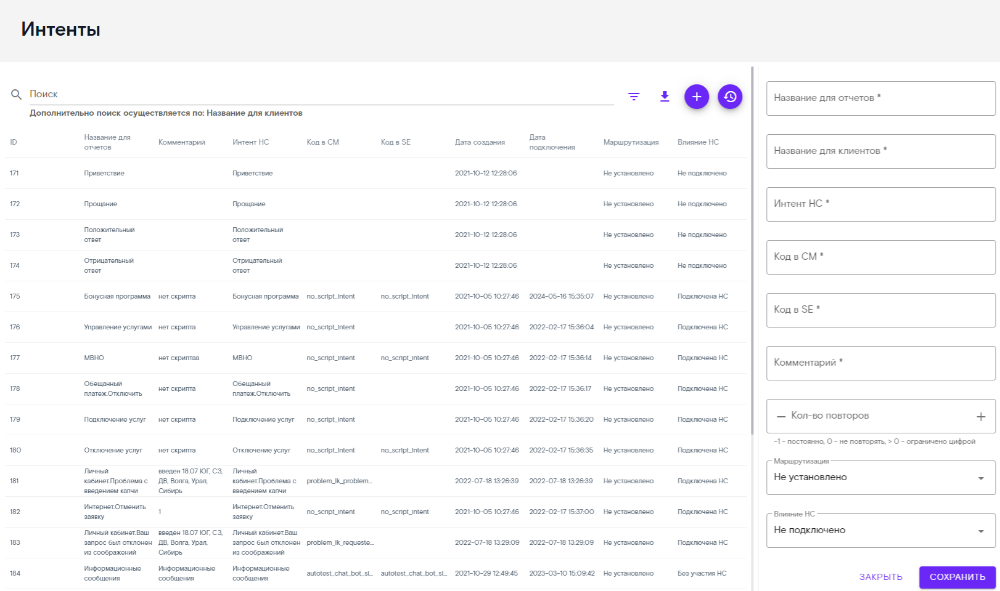 Интенты
Поиск
Дополнительно поиск осуществляется по: Название для клиентов
ID Название для отчетов Комментарий Интент НС Код в СМ Код в SE Дата создания Дата подключения Маршрутизация Влияние НС
171 Приветствие Приветствие 2021-10-12 12:28:06 Не установлено Не подключено
172 Прощание Прощание 2021-10-12 12:28:06 Не установлено Не подключено
173 Положительный ответ Положительный ответ 2021-10-12 12:28:06 Не установлено Не подключено
174 Отрицательный ответ Отрицательный ответ 2021-10-12 12:28:06 Не установлено Не подключено
175 Бонусная программа нет скрипта Бонусная программа no_script_intent no_script_intent 2021-10-05 10:27:46 2024-05-16 15:35:07 Не установлено Подключена НС
176 Управление услугами нет скрипта Управление услугами no_script_intent 2021-10-05 10:27:46 2022-02-17 15:36:04 Не установлено Подключена НС
177 МВНО нет скриптаа МВНО no_script_intent no_script_intent 2021-10-05 10:27:46 2022-02-17 15:36:14 Не установлено Подключена НС
178 Обещанный платеж.Отключить нет скрипта Обещанный платеж.Отключить no_script_intent 2021-10-05 10:27:46 2022-02-17 15:36:17 Не установлено Подключена НС
179 Подключение услуг нет скрипта Подключение услуг no_script_intent 2021-10-05 10:27:46 2022-02-17 15:36:20 Не установлено Подключена НС
180 Отключение услуг нет скрипта Отключение услуг no_script_intent no_script_intent 2021-10-05 10:27:46 2022-02-17 15:36:35 Не установлено Подключена НС
181 Личный кабинет.Проблема с введением капчи введен 18.07 ЮГ, СЗ, ДВ, Волга, Урал, Сибирь Личный кабинет.Проблема с введением капчи problem_lk_problem... 2022-07-18 13:26:39 2022-07-18 13:26:39 Не установлено Подключена НС
182 Интернет.Отменить заявку 1 Интернет.Отменить заявку no_script_intent no_script_intent 2021-10-05 10:27:46 2022-02-17 15:37:00 Не установлено Подключена НС
183 Личный кабинет.Ваш запрос был отклонен из соображений введен 18.07 ЮГ, СЗ, ДВ, Волга, Урал, Сибирь Личный кабинет.Ваш запрос был отклонен из соображений problem_lk_requeste... 2022-07-18 13:29:09 2022-07-18 13:29:09 Не установлено Подключена НС
184 Информационные сообщения Информационные сообщения Информационные сообщения autotest_chat_bot_si... autotest_chat_bot_si... 2021-10-29 12:49:45 2023-03-10 15:09:42 Не установлено Без участия НС
Название для отчетов *
Название для клиентов *
Интент НС *
Код в СМ *
Код в SE *
Комментарий *
Кол-во повторов
-1 - постоянно, 0 - не повторять, > 0 - ограничено цифрой
Маршрутизация
Не установлено
Влияние НС
Не подключено
ЗАКРЫТЬ СОХРАНИТЬ